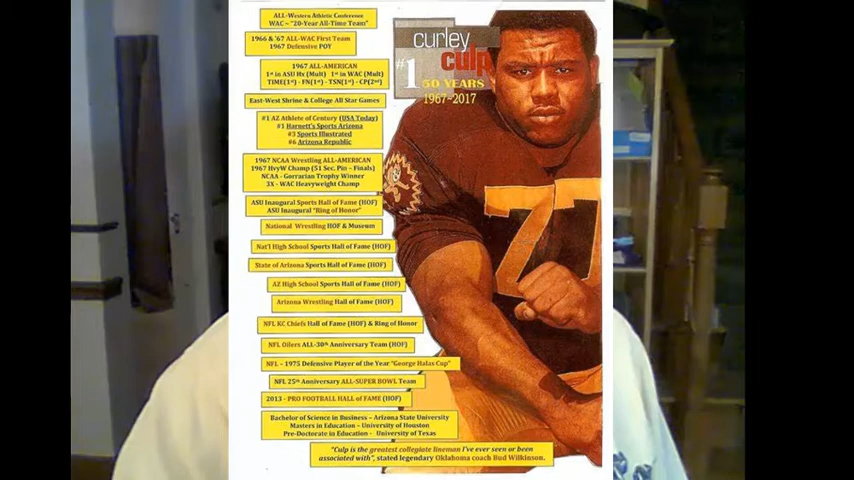 ALL-Western Athletic Conference
WAC ~ "20-Year All-Time Team"
1966 & '67 ALL-WAC First Team
1967 Defensive POY
1967 ALL-AMERICAN
1st in ASU Hx (Mult) 1st in WAC (Mult)
TIME(1st) - FN(1st) - TSN(1st) - CP(2nd)
East-West Shrine & College All Star Games
#1 AZ Athlete of Century (USA Today)
#1 Harnett's Sports Arizona
#3 Sports Illustrated
#6 Arizona Republic
1967 NCAA Wrestling ALL-AMERICAN
1967 HvyW Champ (51 Sec. Pin – Finals)
NCAA - Gorrarian Trophy Winner
3X - WAC Heavyweight Champ
ASU Inaugural Sports Hall of Fame (HOF)
ASU Inaugural "Ring of Honor"
National Wrestling HOF & Museum
Nat'l High School Sports Hall of Fame (HOF)
State of Arizona Sports Hall of Fame (HOF)
AZ High School Sports Hall of Fame (HOF)
Arizona Wrestling Hall of Fame (HOF)
NFL KC Chiefs Hall of Fame (HOF) & Ring of Honor
NFL Oilers ALL-30th Anniversary Team (HOF)
NFL – 1975 Defensive Player of the Year "George Halas Cup"
NFL 25th Anniversary ALL-SUPER BOWL Team
2013 - PRO FOOTBALL HALL of FAME (HOF)
Bachelor of Science in Business – Arizona State University
Masters in Education – University of Houston
Pre-Doctorate in Education - University of Texas
"Culp is the greatest collegiate lineman I've ever seen or been
associated with", stated legendary Oklahoma coach Bud Wilkinson.
curley
culp
#1
50 YEARS
1967-2017
77